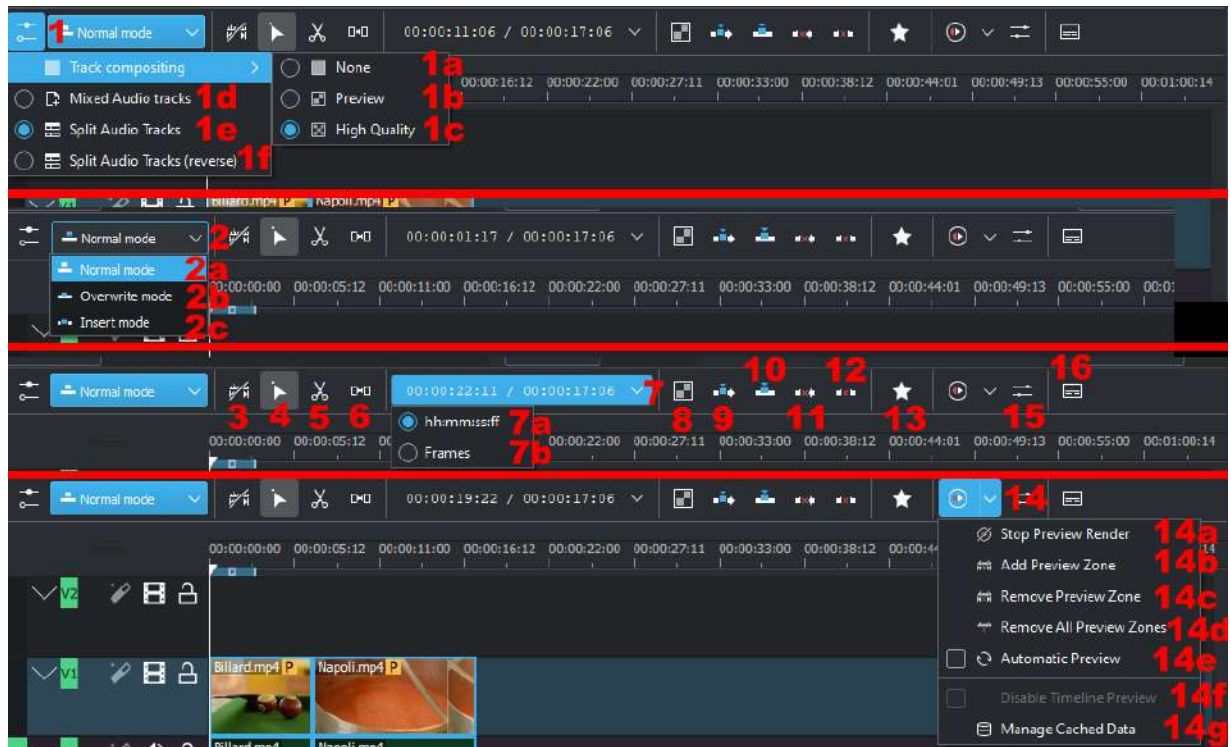 1 Normal mode 00:00:11:06 / 00:00:17:06
Track compositing None 1a 00:00:16:12 00:00:22:00 00:00:27:11 00:00:33:00 00:00:38:12 00:00:44:01 00:00:49:13 00:00:55:00 00:01:00:14
Mixed Audio tracks 1d Preview 1b
Split Audio Tracks 1e High Quality 1c
Split Audio Tracks (reverse) 1f
V1 Billard.mp4 P Napoli.mp4 P
Normal mode 2 00:00:01:17 / 00:00:17:06
Normal mode 2a 00:00:00:00 00:00:05:12 00:00:11:00 00:00:16:12 00:00:22:00 00:00:27:11 00:00:33:00 00:00:38:12 00:00:44:01 00:00:49:13 00:00:55:00
Overwrite mode 2b
Insert mode 2c
10 12 16
Normal mode 00:00:22:11 / 00:00:17:06 7
3 4 5 6 8 9 11 13 15
hh:mm:ss:ff 7a
00:00:00:00 00:00:05:12 00:00:22:00 00:00:27:11 00:00:33:00 00:00:38:12 00:00:44:01 00:00:49:13 00:00:55:00 00:01:00:14
Frames 7b
Normal mode 00:00:19:22 / 00:00:17:06 14
Stop Preview Render 14a
00:00:00:00 00:00:05:12 00:00:11:00 00:00:16:12 00:00:22:00 00:00:27:11 00:00:33:00 00:00:38:12 14
Add Preview Zone 14b
V2 Remove Preview Zone 14c
Remove All Preview Zones 14d
V1 Billard.mp4 P Napoli.mp4 P Automatic Preview 14e
Disable Timeline Preview 14f
Manage Cached Data 14g
Billard.mp4 Napoli.mp4